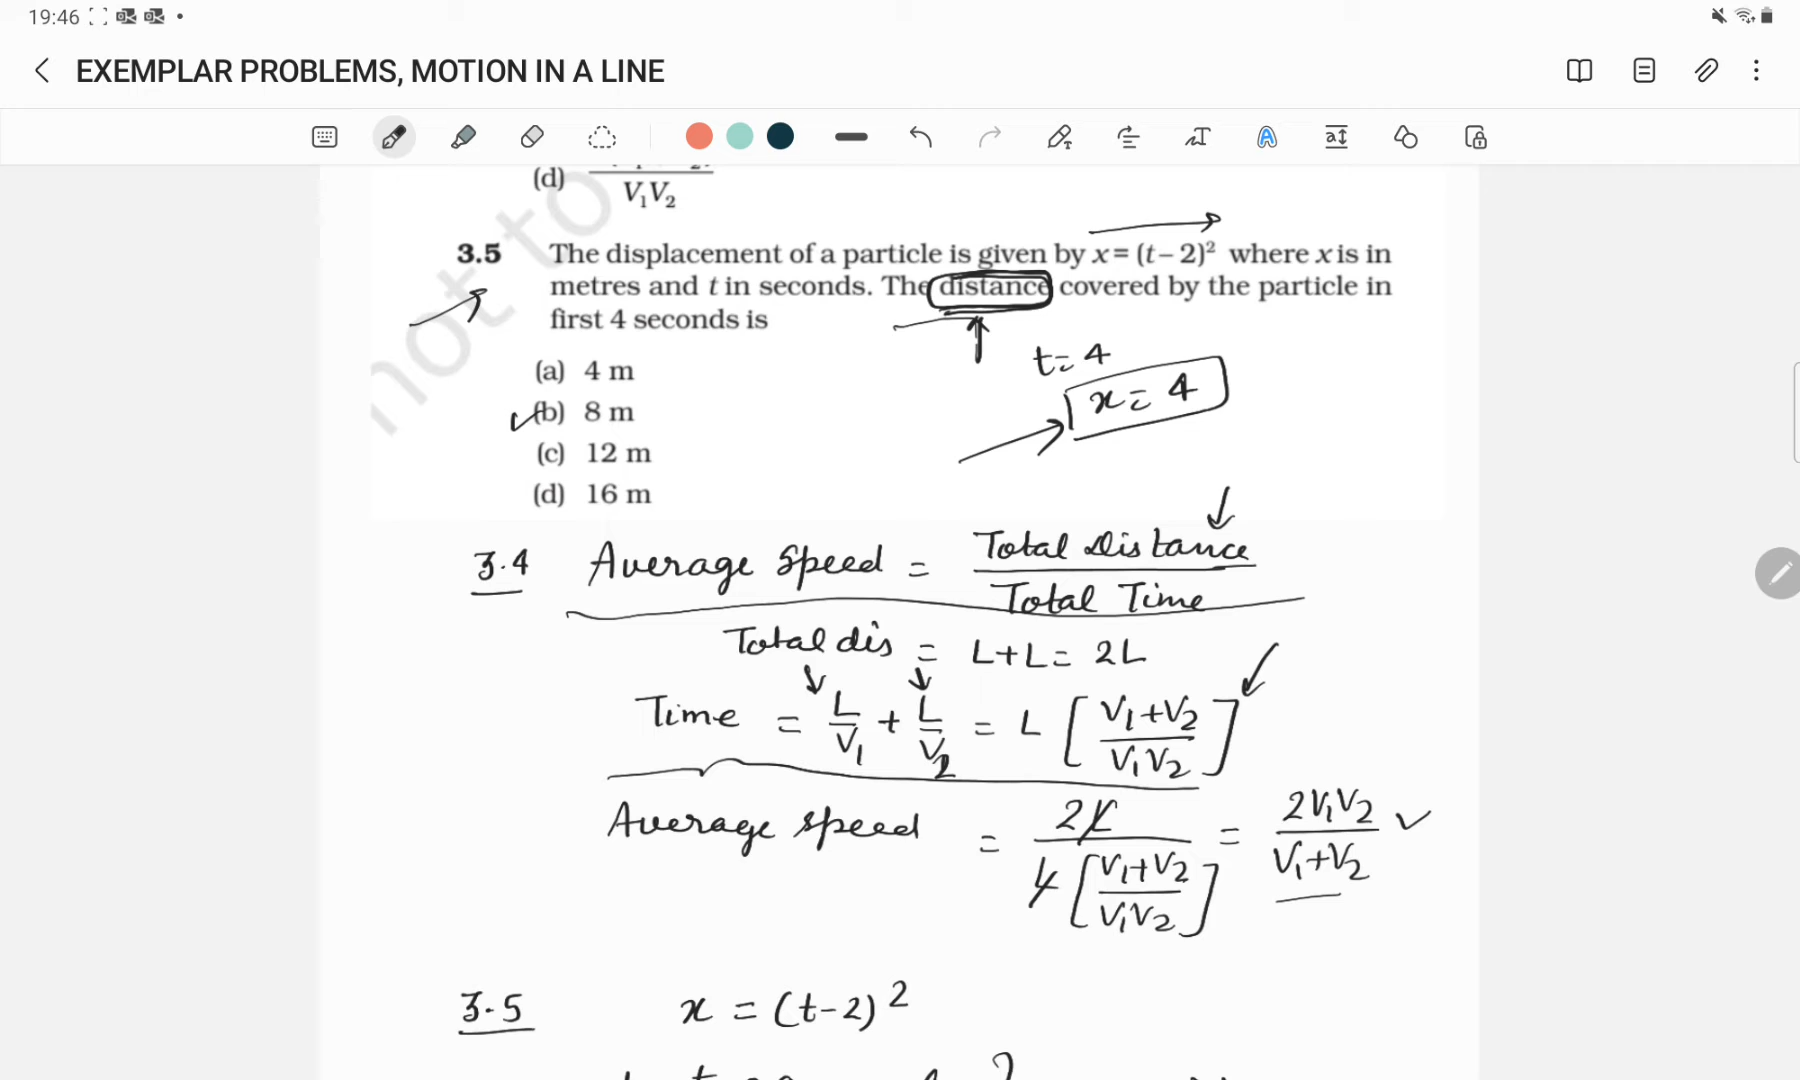 19:46
EXEMPLAR PROBLEMS, MOTION IN A LINE
(d) V₁V₂
3.5 The displacement of a particle is given by x = (t – 2)² where x is in
metres and t in seconds. The distance covered by the particle in
first 4 seconds is
t = 4
(a) 4 m
x = 4
(b) 8 m
(c) 12 m
(d) 16 m
3.4 Average Speed = Total Distance / Total Time
Total dis = L+L = 2L
Time = L/V₁ + L/V₂ = L [ V₁+V₂ / V₁V₂ ]
Average speed = 2L / L [ V₁+V₂ / V₁V₂ ] = 2V₁V₂ / V₁+V₂
3.5 x = (t-2)²
not to